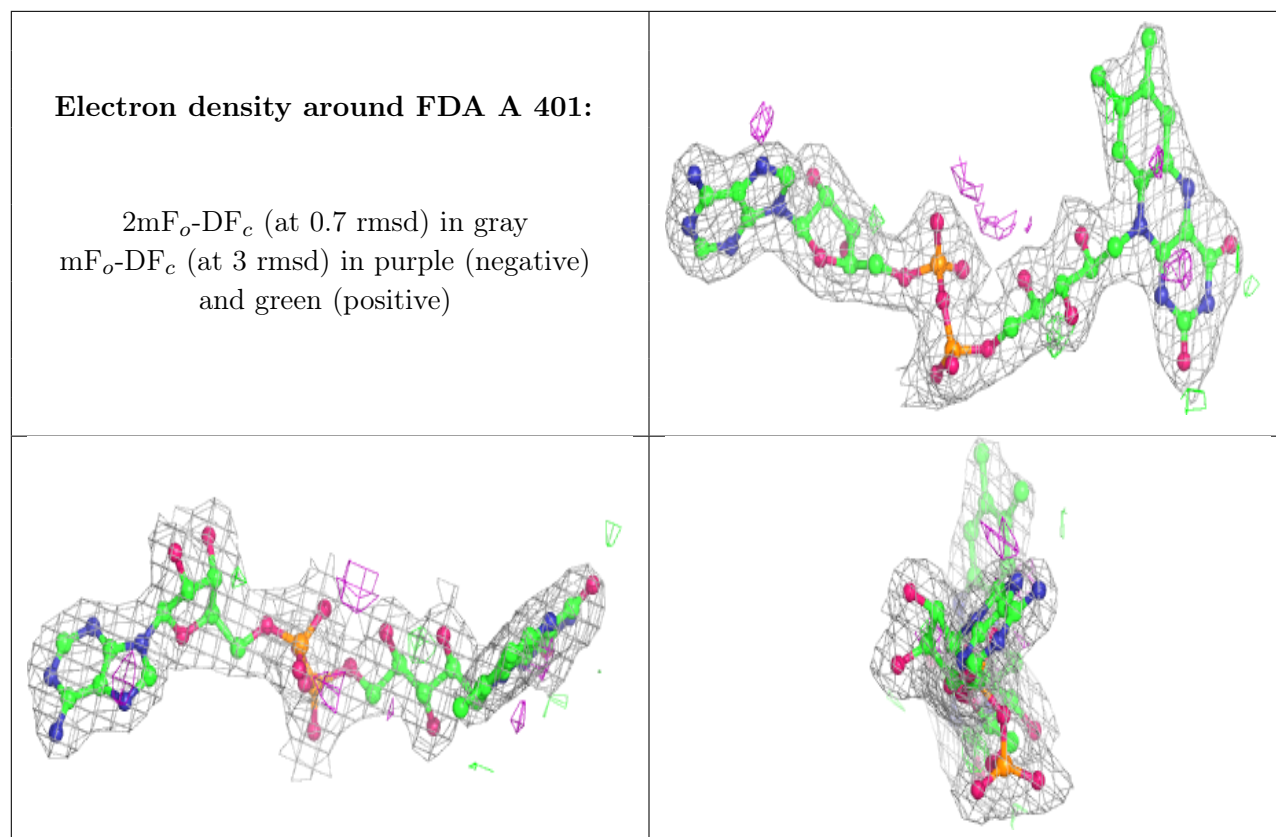 Electron density around FDA A 401:
2mFₒ-DF𝒸 (at 0.7 rmsd) in gray
mFₒ-DF𝒸 (at 3 rmsd) in purple (negative)
and green (positive)